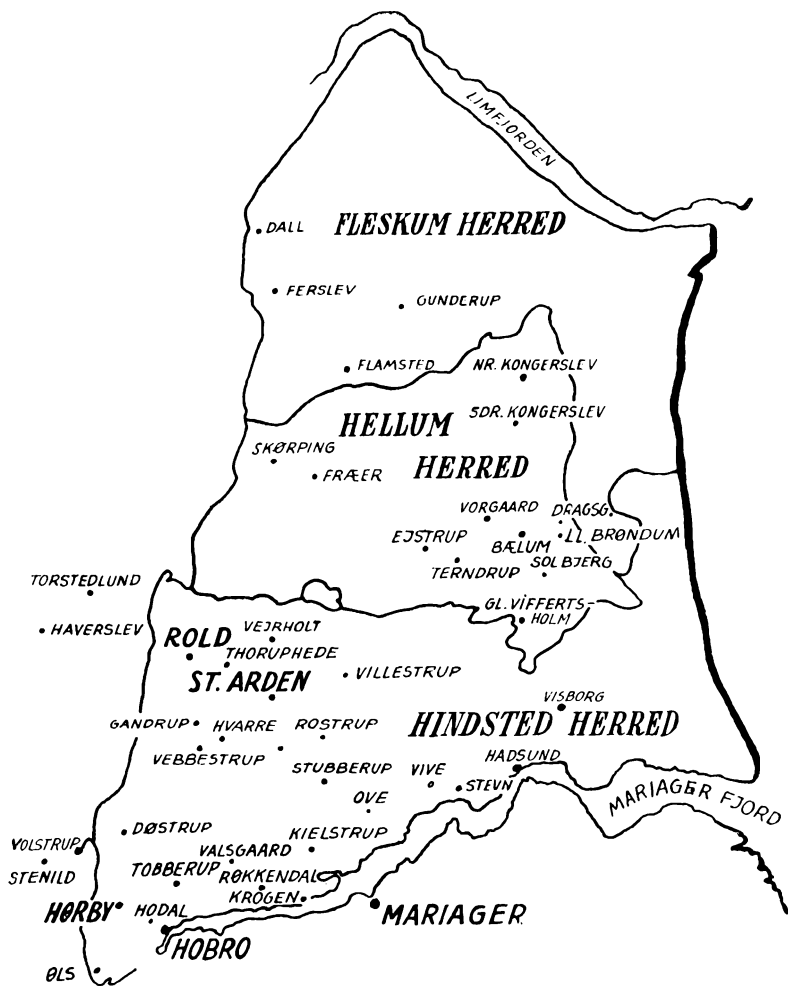 LIMFJORDEN
DALL
FLESKUM HERRED
FERSLEV
GUNDERUP
FLAMSTED
NR. KONGERSLEV
HELLUM
SDR. KONGERSLEV
SKØRPING
HERRED
FRÆER
VORGAARD
DRAGSG.
EJSTRUP
LL. BRØNDUM
BÆLUM
SOLBJERG
TERNDRUP
TORSTEDLUND
GL. VIFFERTS-
HOLM
HAVERSLEV
ROLD
VEJRHOLT
THORUPHEDE
VILLESTRUP
ST. ARDEN
VISBORG
GANDRUP
HVARRE
ROSTRUP
HINDSTED HERRED
VEBBESTRUP
HADSUND
STUBBERUP
VIVE
STEVN
OVE
MARIAGER FJORD
DØSTRUP
KIELSTRUP
VOLSTRUP
VALSGAARD
STENILD
TOBBERUP
RØKKENDAL
KROGEN
HØRBY
HODAL
MARIAGER
HOBRO
ØLS